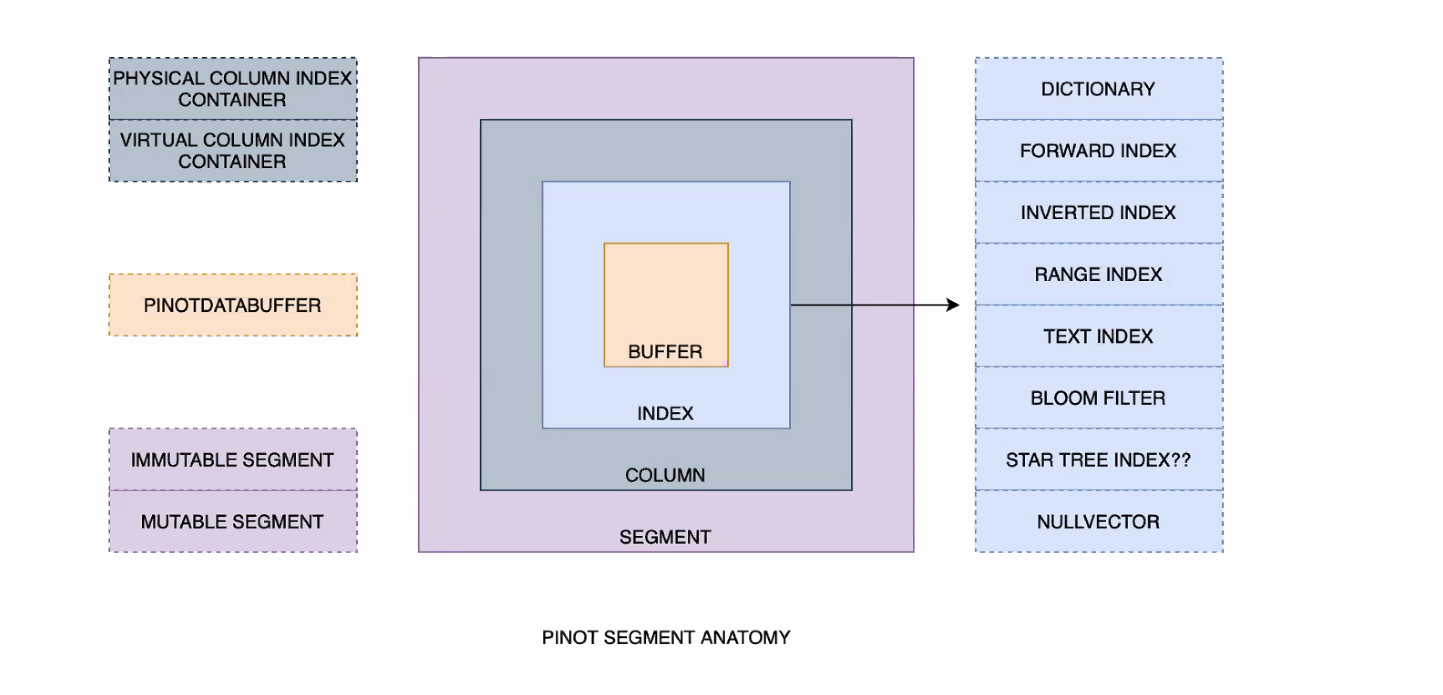 PHYSICAL COLUMN INDEX
CONTAINER
VIRTUAL COLUMN INDEX
CONTAINER
PINOTDATABUFFER
IMMUTABLE SEGMENT
MUTABLE SEGMENT
BUFFER
INDEX
COLUMN
SEGMENT
DICTIONARY
FORWARD INDEX
INVERTED INDEX
RANGE INDEX
TEXT INDEX
BLOOM FILTER
STAR TREE INDEX??
NULLVECTOR
PINOT SEGMENT ANATOMY